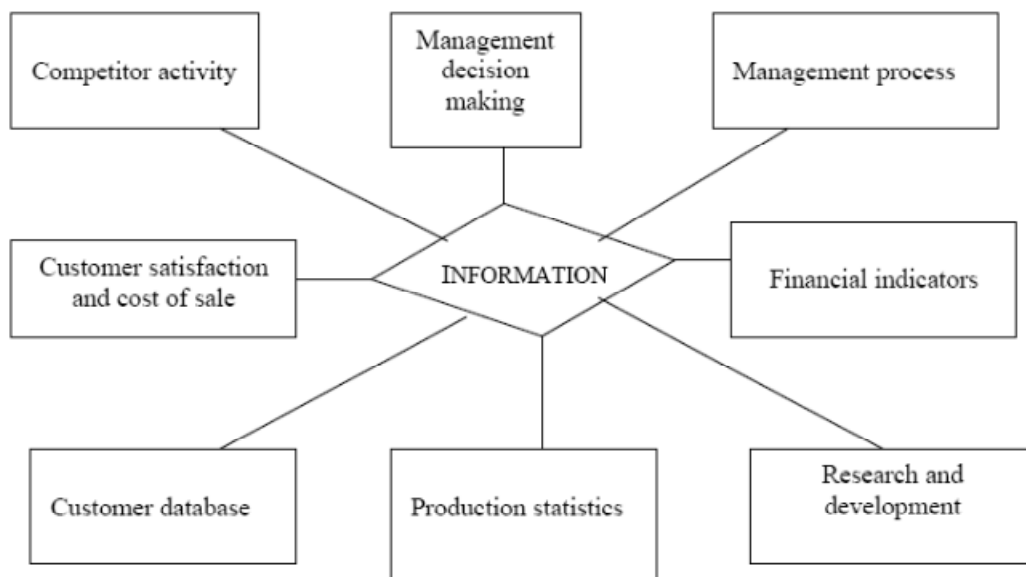 Competitor activity
Management
decision
making
Management process
Customer satisfaction
and cost of sale
INFORMATION
Financial indicators
Customer database
Production statistics
Research and
development